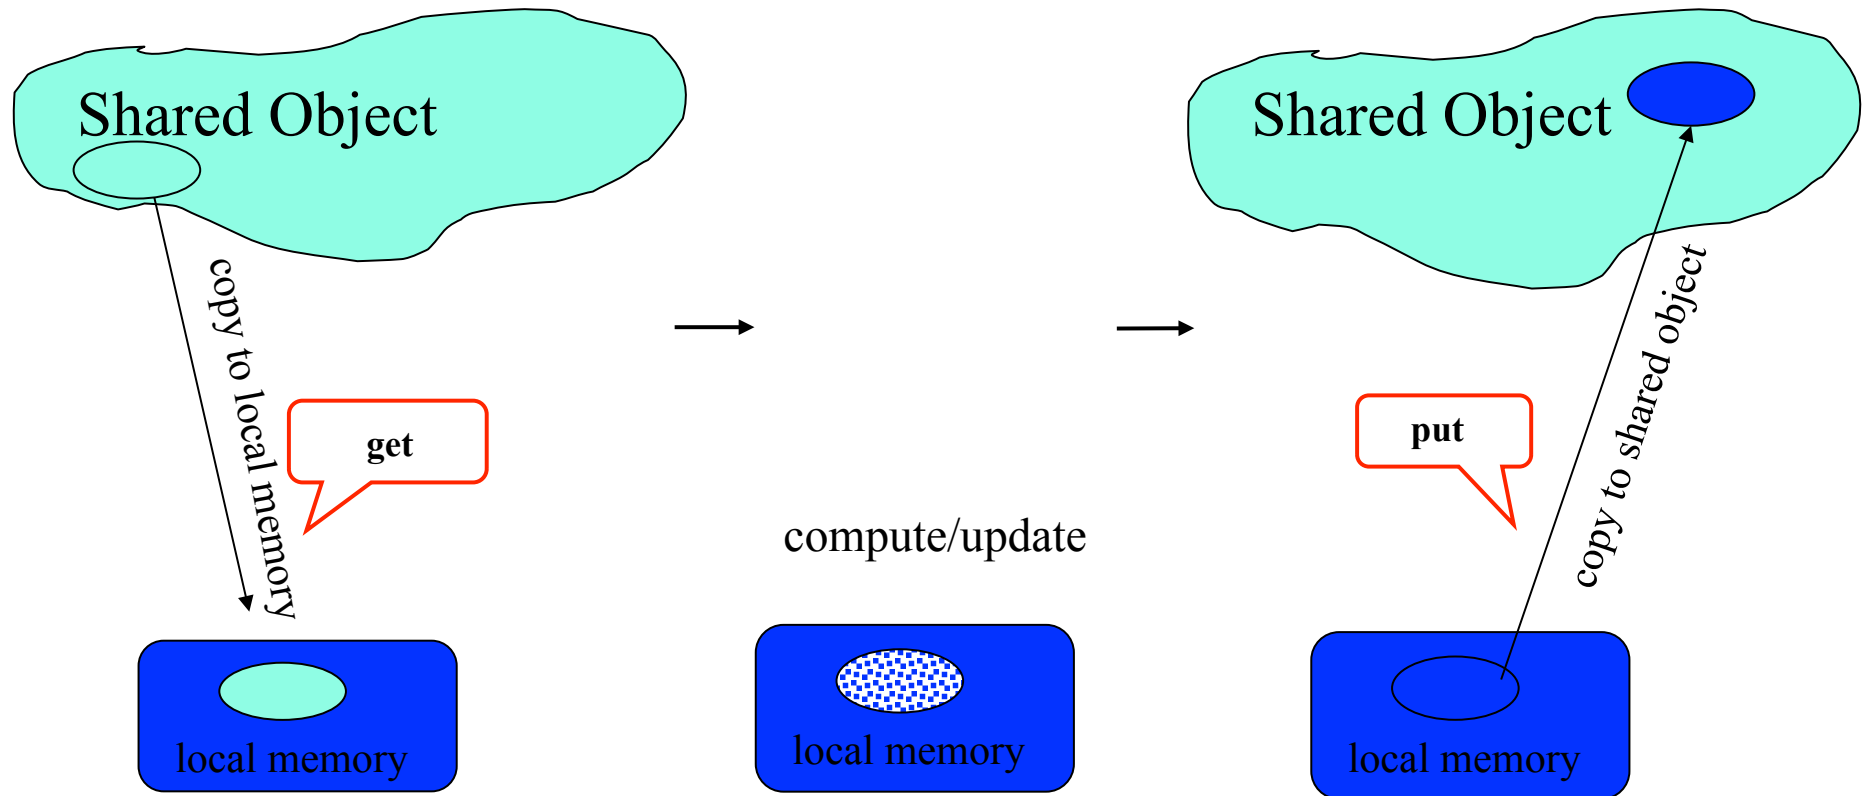 Shared Object
copy to local memory
get
local memory
compute/update
local memory
Shared Object
put
copy to shared object
local memory